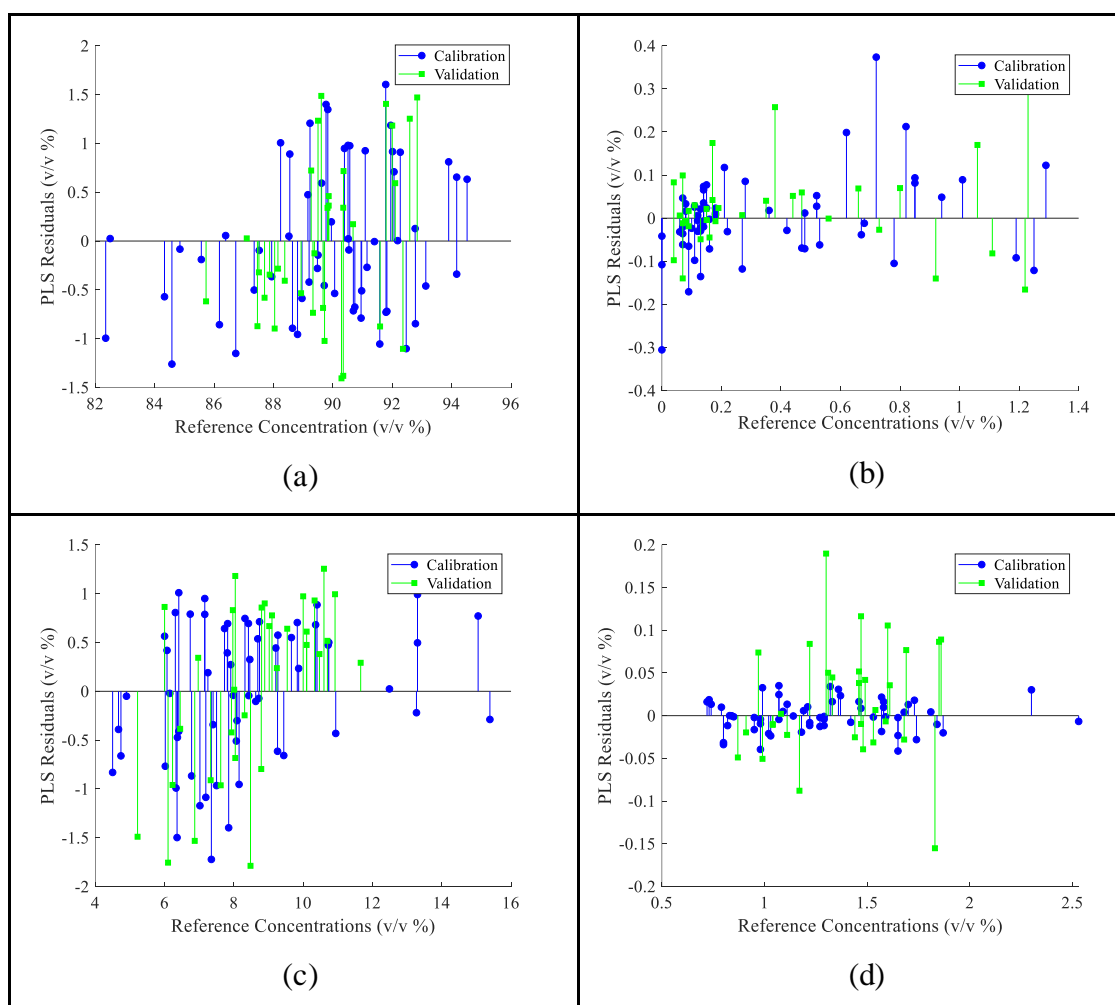 2
Calibration
Validation
1.5
1
0.5
0
-0.5
-1
-1.5
PLS Residuals (v/v %)
82 84 86 88 90 92 94 96
Reference Concentration (v/v %)
(a)
0.4
Calibration
Validation
0.3
0.2
0.1
0
-0.1
-0.2
-0.3
-0.4
PLS Residuals (v/v %)
0 0.2 0.4 0.6 0.8 1 1.2 1.4
Reference Concentrations (v/v %)
(b)
1.5
Calibration
Validation
1
0.5
0
-0.5
-1
-1.5
-2
PLS Residuals (v/v %)
4 6 8 10 12 14 16
Reference Concentrations (v/v %)
(c)
0.2
Calibration
Validation
0.15
0.1
0.05
0
-0.05
-0.1
-0.15
-0.2
PLS Residuals (v/v %)
0.5 1 1.5 2 2.5
Reference Concentrations (v/v %)
(d)